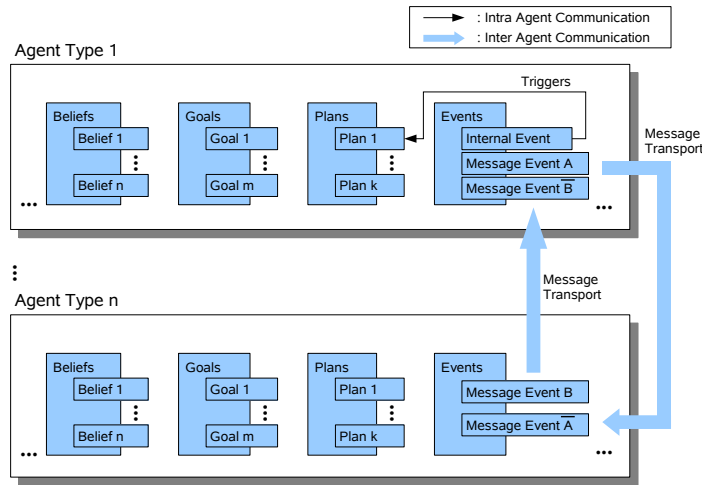 : Intra Agent Communication
: Inter Agent Communication
Agent Type 1
Triggers
Beliefs
Goals
Plans
Events
Belief 1
Goal 1
Plan 1
Internal Event
Message Event A
Belief n
Goal m
Plan k
Message Event B̅
...
...
Message
Transport
Message
Transport
Agent Type n
Beliefs
Goals
Plans
Events
Belief 1
Goal 1
Plan 1
Message Event B
Belief n
Goal m
Plan k
Message Event A̅
...
...